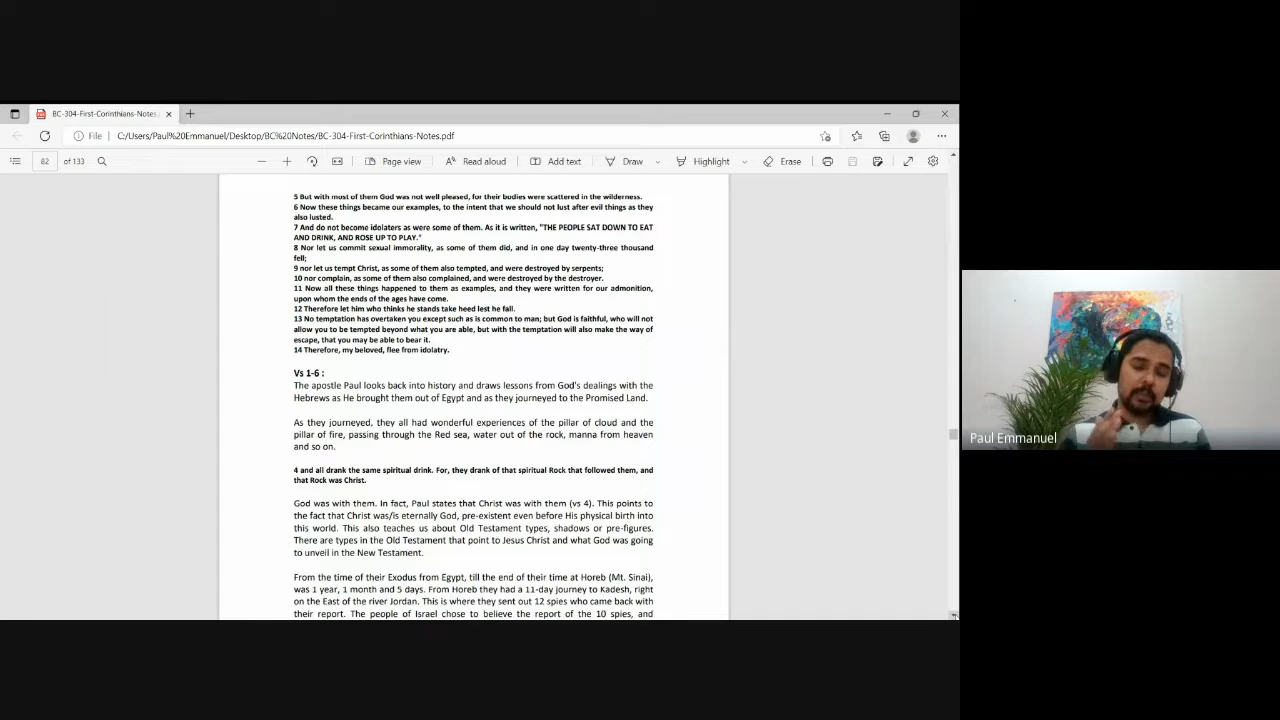 BC-304-First-Corinthians-Notes.
File
C:/Users/Paul%20Emmanuel/Desktop/BC%20Notes/BC-304-First-Corinthians-Notes.pdf
82 of 133
Page view
Read aloud
Add text
Draw
Highlight
Erase
5 But with most of them God was not well pleased, for their bodies were scattered in the wilderness.
6 Now these things became our examples, to the intent that we should not lust after evil things as they
also lusted.
7 And do not become idolaters as were some of them. As it is written, "THE PEOPLE SAT DOWN TO EAT
AND DRINK, AND ROSE UP TO PLAY."
8 Nor let us commit sexual immorality, as some of them did, and in one day twenty-three thousand
fell;
9 nor let us tempt Christ, as some of them also tempted, and were destroyed by serpents;
10 nor complain, as some of them also complained, and were destroyed by the destroyer.
11 Now all these things happened to them as examples, and they were written for our admonition,
upon whom the ends of the ages have come.
12 Therefore let him who thinks he stands take heed lest he fall.
13 No temptation has overtaken you except such as is common to man; but God is faithful, who will not
allow you to be tempted beyond what you are able, but with the temptation will also make the way of
escape, that you may be able to bear it.
14 Therefore, my beloved, flee from idolatry.
Vs 1-6 :
The apostle Paul looks back into history and draws lessons from God's dealings with the
Hebrews as He brought them out of Egypt and as they journeyed to the Promised Land.
As they journeyed, they all had wonderful experiences of the pillar of cloud and the
pillar of fire, passing through the Red sea, water out of the rock, manna from heaven
and so on.
4 and all drank the same spiritual drink. For, they drank of that spiritual Rock that followed them, and
that Rock was Christ.
God was with them. In fact, Paul states that Christ was with them (vs 4). This points to
the fact that Christ was/is eternally God, pre-existent even before His physical birth into
this world. This also teaches us about Old Testament types, shadows or pre-figures.
There are types in the Old Testament that point to Jesus Christ and what God was going
to unveil in the New Testament.
From the time of their Exodus from Egypt, till the end of their time at Horeb (Mt. Sinai),
was 1 year, 1 month and 5 days. From Horeb they had a 11-day journey to Kadesh, right
on the East of the river Jordan. This is where they sent out 12 spies who came back with
their report. The people of Israel chose to believe the report of the 10 spies, and
Paul Emmanuel